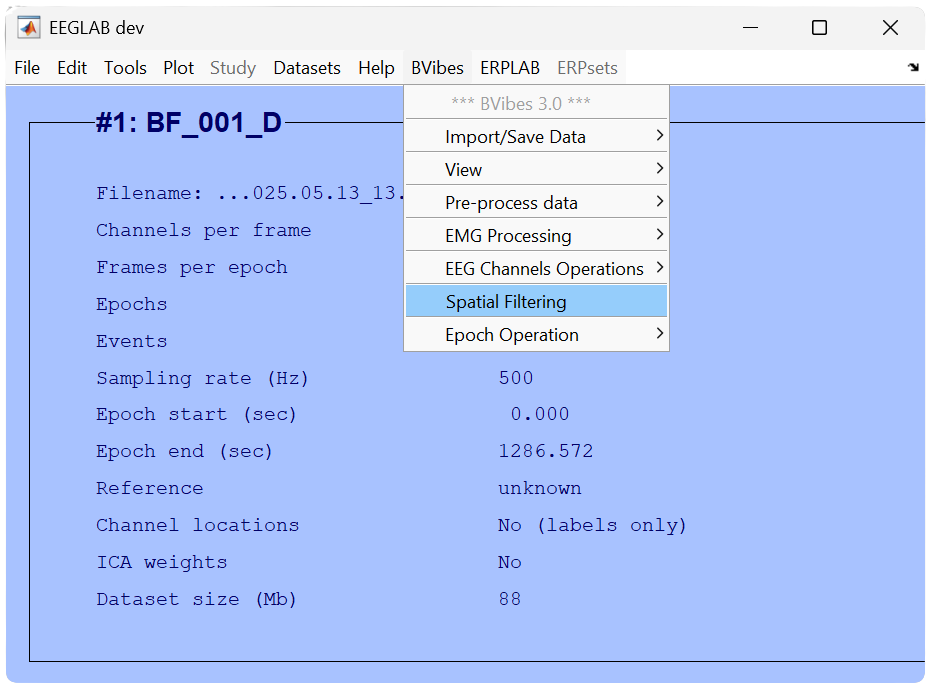 EEGLAB dev
File Edit Tools Plot Study Datasets Help BVibes ERPLAB ERPsets
*** BVibes 3.0 ***
Import/Save Data
View
Pre-process data
EMG Processing
EEG Channels Operations
Spatial Filtering
Epoch Operation
#1: BF_001_D
Filename: ...025.05.13_13.
Channels per frame
Frames per epoch
Epochs
Events
Sampling rate (Hz) 500
Epoch start (sec) 0.000
Epoch end (sec) 1286.572
Reference unknown
Channel locations No (labels only)
ICA weights No
Dataset size (Mb) 88